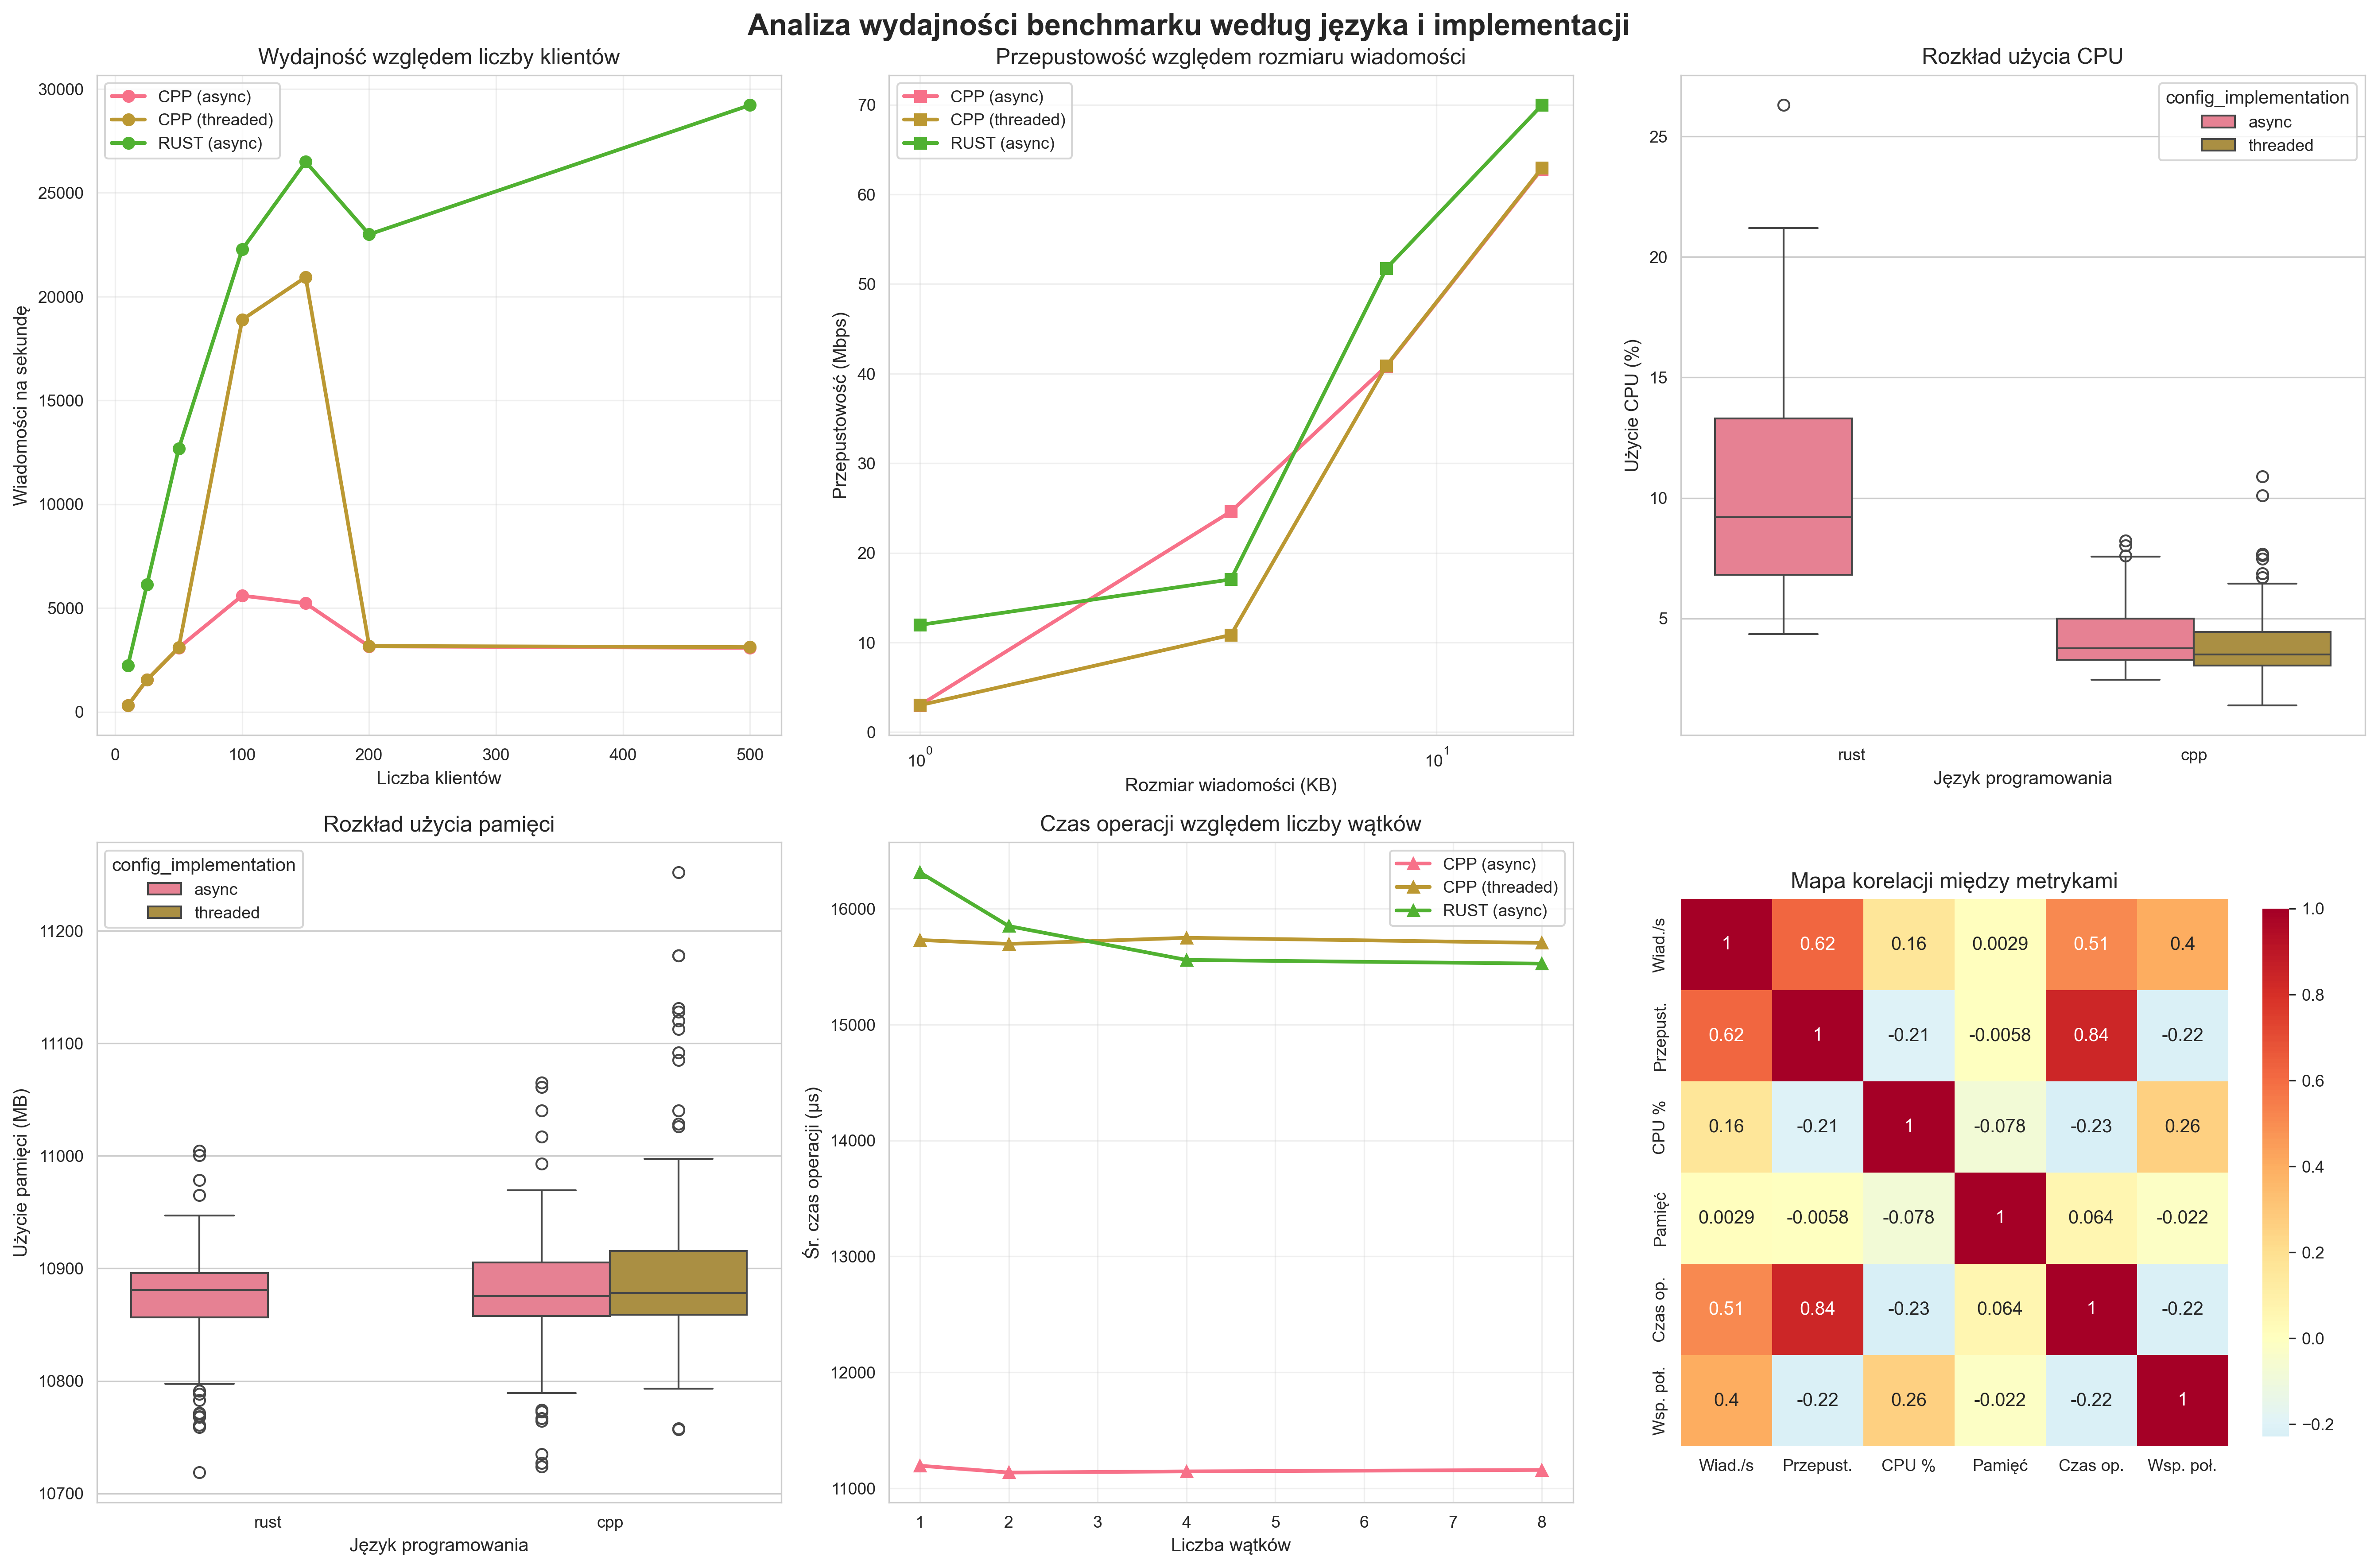 Analiza wydajności benchmarku według języka i implementacji
Wydajność względem liczby klientów
CPP (async)
CPP (threaded)
RUST (async)
Wiadomości na sekundę
30000
25000
20000
15000
10000
5000
0
0 100 200 300 400 500
Liczba klientów
Przepustowość względem rozmiaru wiadomości
CPP (async)
CPP (threaded)
RUST (async)
Przepustowość (Mbps)
70
60
50
40
30
20
10
0
10⁰ 10¹
Rozmiar wiadomości (KB)
Rozkład użycia CPU
config_implementation
async
threaded
Użycie CPU (%)
25
20
15
10
5
rust cpp
Język programowania
Rozkład użycia pamięci
config_implementation
async
threaded
Użycie pamięci (MB)
11200
11100
11000
10900
10800
10700
rust cpp
Język programowania
Czas operacji względem liczby wątków
CPP (async)
CPP (threaded)
RUST (async)
Śr. czas operacji (μs)
16000
15000
14000
13000
12000
11000
1 2 3 4 5 6 7 8
Liczba wątków
Mapa korelacji między metrykami
Wiad./s 1 0.62 0.16 0.0029 0.51 0.4
Przepust. 0.62 1 -0.21 -0.0058 0.84 -0.22
CPU % 0.16 -0.21 1 -0.078 -0.23 0.26
Pamięć 0.0029 -0.0058 -0.078 1 0.064 -0.022
Czas op. 0.51 0.84 -0.23 0.064 1 -0.22
Wsp. poł. 0.4 -0.22 0.26 -0.022 -0.22 1
Wiad./s Przepust. CPU % Pamięć Czas op. Wsp. poł.
1.0
0.8
0.6
0.4
0.2
0.0
−0.2